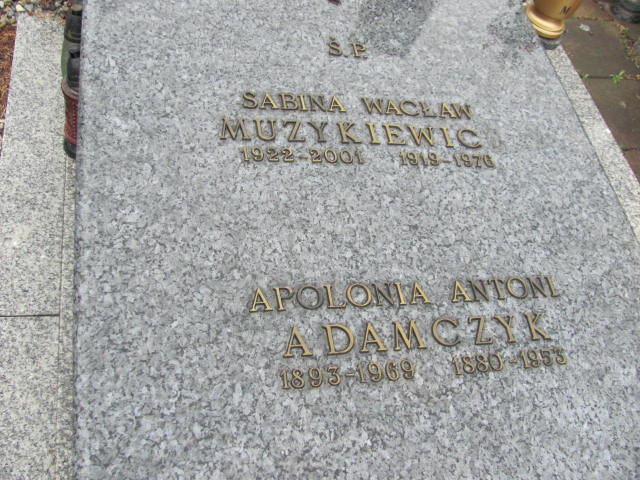 Ś.P.
SABINA WACŁAW
MUZYKIEWIC
1922-2001 1919-1976
APOLONIA ANTONI
ADAMCZYK
1893-1969 1880-1953